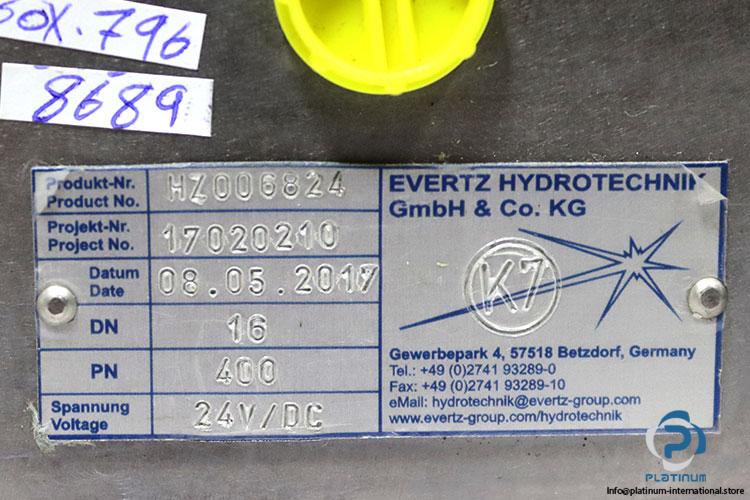 BOX.796
8689
Produkt-Nr.
Product No.
HZ006824
Projekt-Nr.
Project No.
17020210
Datum
Date
08.05.2017
DN
16
PN
400
Spannung
Voltage
24V/DC
EVERTZ HYDROTECHNIK
GmbH & Co. KG
K7
Gewerbepark 4, 57518 Betzdorf, Germany
Tel.: +49 (0)2741 93289-0
Fax: +49 (0)2741 93289-10
eMail: hydrotechnik@evertz-group.com
www.evertz-group.com/hydrotechnik
PLATINUM
Info@platinum-international.store